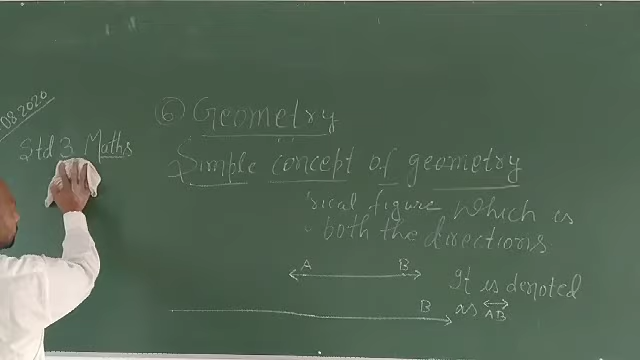 08.2020
Std 3 Maths
⑥ Geometry
Simple concept of geometry
sical figure which is
both the directions
A B
It is denoted
as AB
B